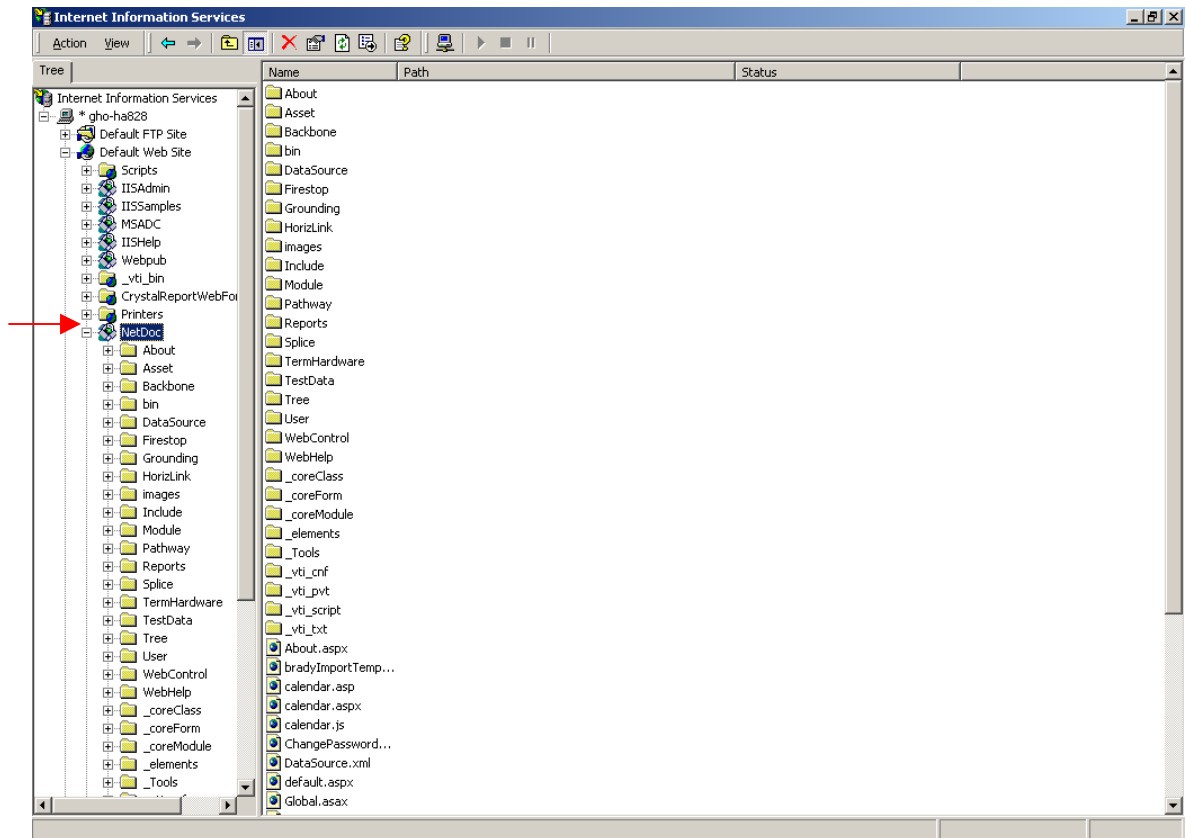 Internet Information Services
Action View
Tree
Name Path Status
Internet Information Services
* gho-ha828
Default FTP Site
Default Web Site
Scripts
IISAdmin
IISSamples
MSADC
IISHelp
Webpub
_vti_bin
CrystalReportWebFor
Printers
NetDoc
About
Asset
Backbone
bin
DataSource
Firestop
Grounding
HorizLink
images
Include
Module
Pathway
Reports
Splice
TermHardware
TestData
Tree
User
WebControl
WebHelp
_coreClass
_coreForm
_coreModule
_elements
_Tools
About
Asset
Backbone
bin
DataSource
Firestop
Grounding
HorizLink
images
Include
Module
Pathway
Reports
Splice
TermHardware
TestData
Tree
User
WebControl
WebHelp
_coreClass
_coreForm
_coreModule
_elements
_Tools
_vti_cnf
_vti_pvt
_vti_script
_vti_txt
About.aspx
bradyImportTemp...
calendar.asp
calendar.aspx
calendar.js
ChangePassword...
DataSource.xml
default.aspx
Global.asax